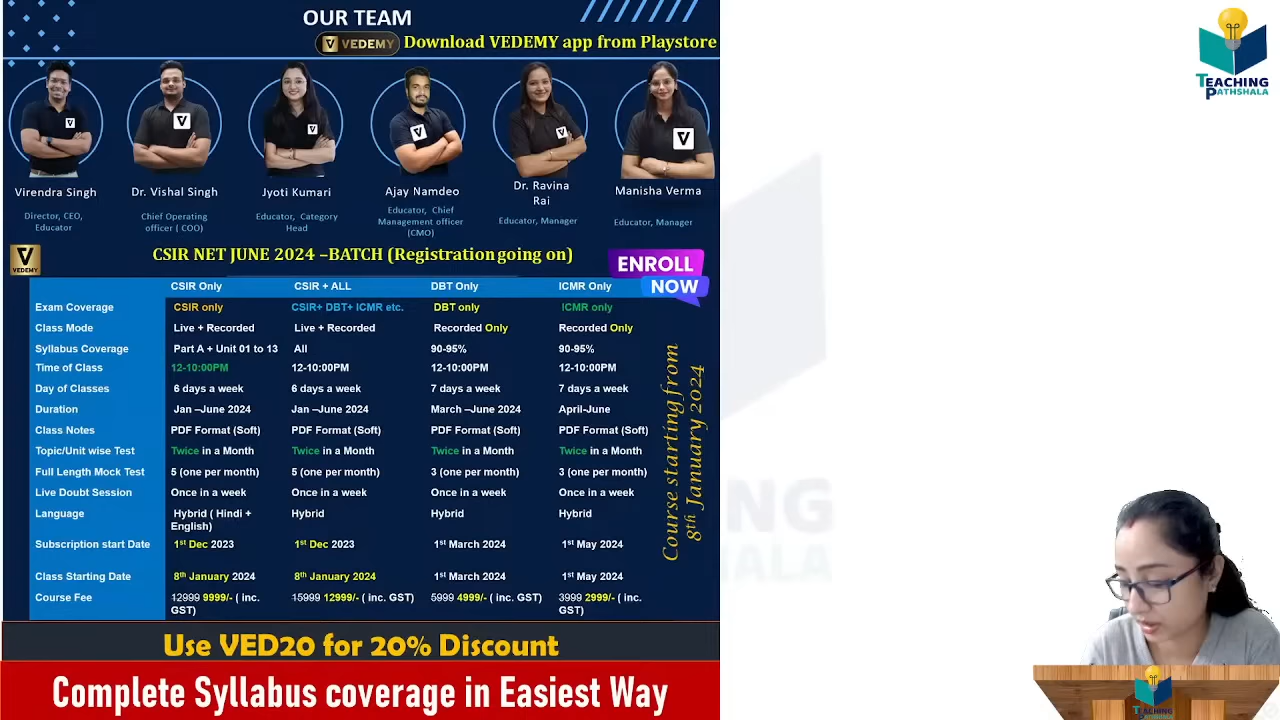 OUR TEAM
VEDEMY Download VEDEMY app from Playstore
TEACHING
PATHSHALA
Virendra Singh
Director, CEO,
Educator
Dr. Vishal Singh
Chief Operating
officer ( COO)
Jyoti Kumari
Educator, Category
Head
Ajay Namdeo
Educator, Chief
Management officer
(CMO)
Dr. Ravina
Rai
Educator, Manager
Manisha Verma
Educator, Manager
VEDEMY
CSIR NET JUNE 2024 –BATCH (Registration going on)
ENROLL
NOW
CSIR Only CSIR + ALL DBT Only ICMR Only
Exam Coverage CSIR only CSIR+ DBT+ ICMR etc. DBT only ICMR only
Class Mode Live + Recorded Live + Recorded Recorded Only Recorded Only
Syllabus Coverage Part A + Unit 01 to 13 All 90-95% 90-95%
Time of Class 12-10:00PM 12-10:00PM 12-10:00PM 12-10:00PM
Day of Classes 6 days a week 6 days a week 7 days a week 7 days a week
Duration Jan –June 2024 Jan –June 2024 March –June 2024 April-June
Class Notes PDF Format (Soft) PDF Format (Soft) PDF Format (Soft) PDF Format (Soft)
Topic/Unit wise Test Twice in a Month Twice in a Month Twice in a Month Twice in a Month
Full Length Mock Test 5 (one per month) 5 (one per month) 3 (one per month) 3 (one per month)
Live Doubt Session Once in a week Once in a week Once in a week Once in a week
Language Hybrid ( Hindi + English) Hybrid Hybrid Hybrid
Subscription start Date 1st Dec 2023 1st Dec 2023 1st March 2024 1st May 2024
Class Starting Date 8th January 2024 8th January 2024 1st March 2024 1st May 2024
Course Fee 12999 9999/- ( inc. GST) 15999 12999/- ( inc. GST) 5999 4999/- ( inc. GST) 3999 2999/- ( inc. GST)
Course starting from
8th January 2024
Use VED20 for 20% Discount
Complete Syllabus coverage in Easiest Way
NG
ALA
TEACHING
PATHSHALA